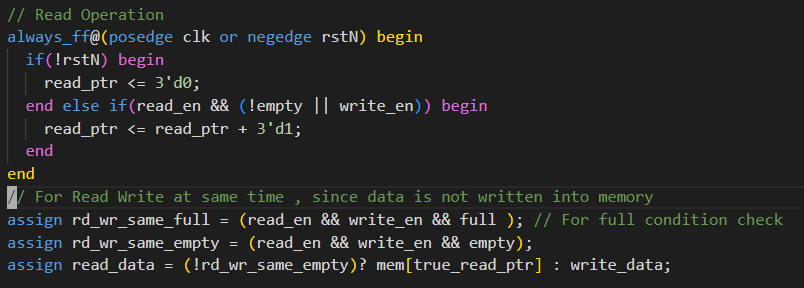 // Read Operation
always_ff@(posedge clk or negedge rstN) begin
  if(!rstN) begin
    read_ptr <= 3'd0;
  end else if(read_en && (!empty || write_en)) begin
    read_ptr <= read_ptr + 3'd1;
  end
end
// For Read Write at same time , since data is not written into memory
assign rd_wr_same_full = (read_en && write_en && full ); // For full condition check
assign rd_wr_same_empty = (read_en && write_en && empty);
assign read_data = (!rd_wr_same_empty)? mem[true_read_ptr] : write_data;